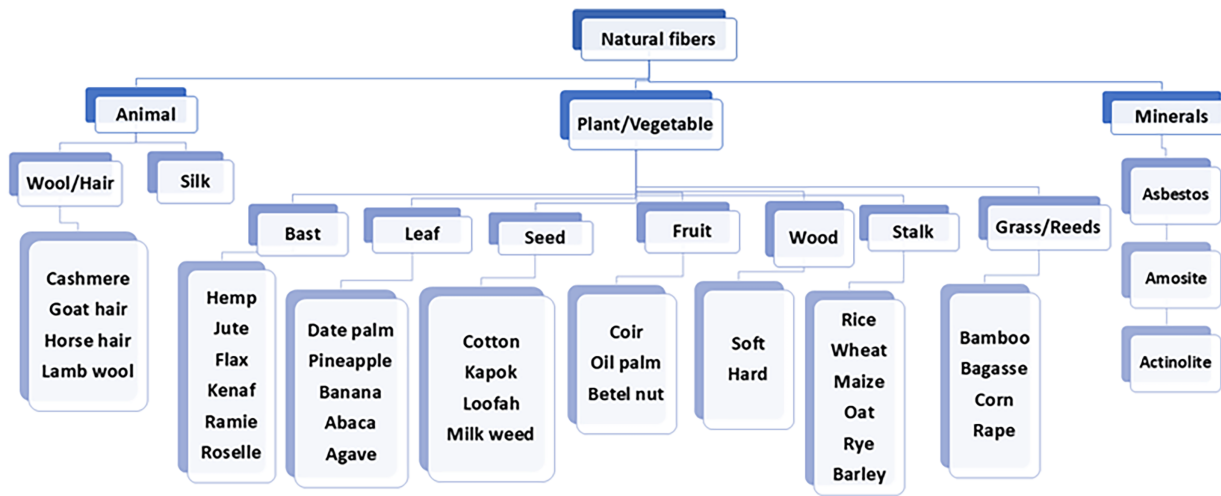 Natural fibers
Animal
Plant/Vegetable
Minerals
Wool/Hair
Silk
Bast
Leaf
Seed
Fruit
Wood
Stalk
Grass/Reeds
Asbestos
Amosite
Actinolite
Cashmere
Goat hair
Horse hair
Lamb wool
Hemp
Jute
Flax
Kenaf
Ramie
Roselle
Date palm
Pineapple
Banana
Abaca
Agave
Cotton
Kapok
Loofah
Milk weed
Coir
Oil palm
Betel nut
Soft
Hard
Rice
Wheat
Maize
Oat
Rye
Barley
Bamboo
Bagasse
Corn
Rape